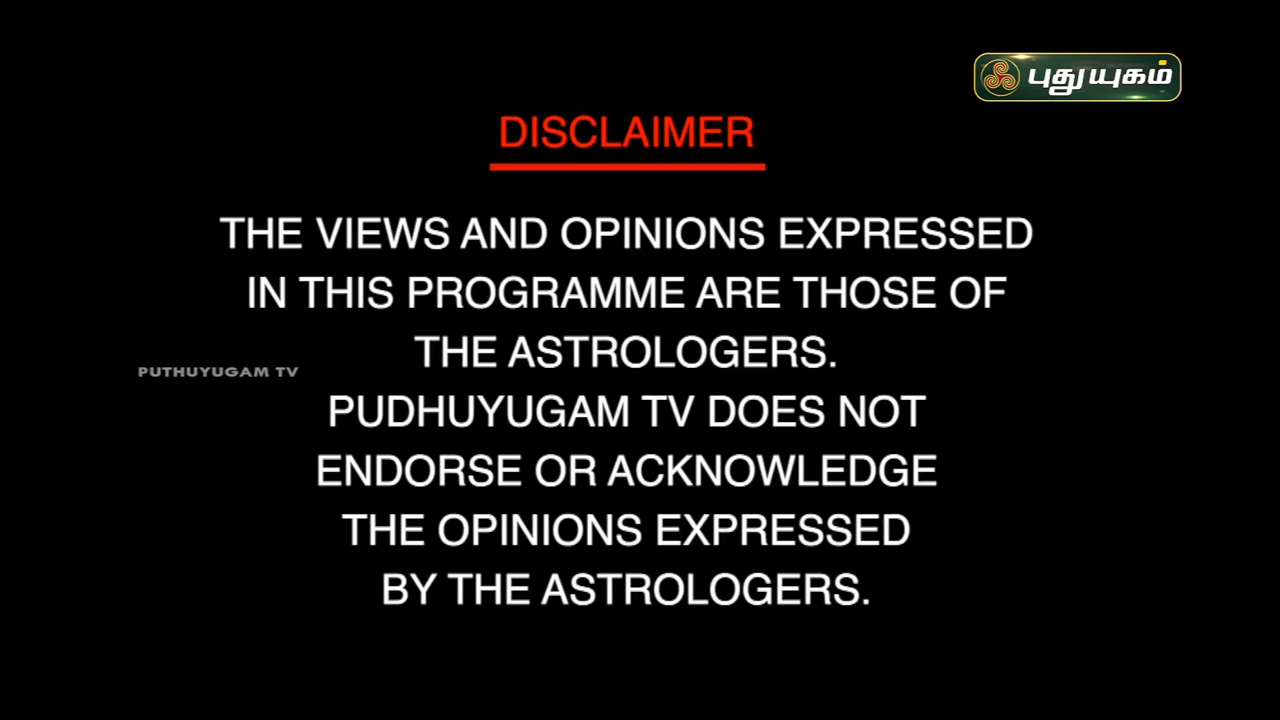 புதுயுகம்
DISCLAIMER
THE VIEWS AND OPINIONS EXPRESSED
IN THIS PROGRAMME ARE THOSE OF
THE ASTROLOGERS.
PUTHUYUGAM TV
PUDHUYUGAM TV DOES NOT
ENDORSE OR ACKNOWLEDGE
THE OPINIONS EXPRESSED
BY THE ASTROLOGERS.